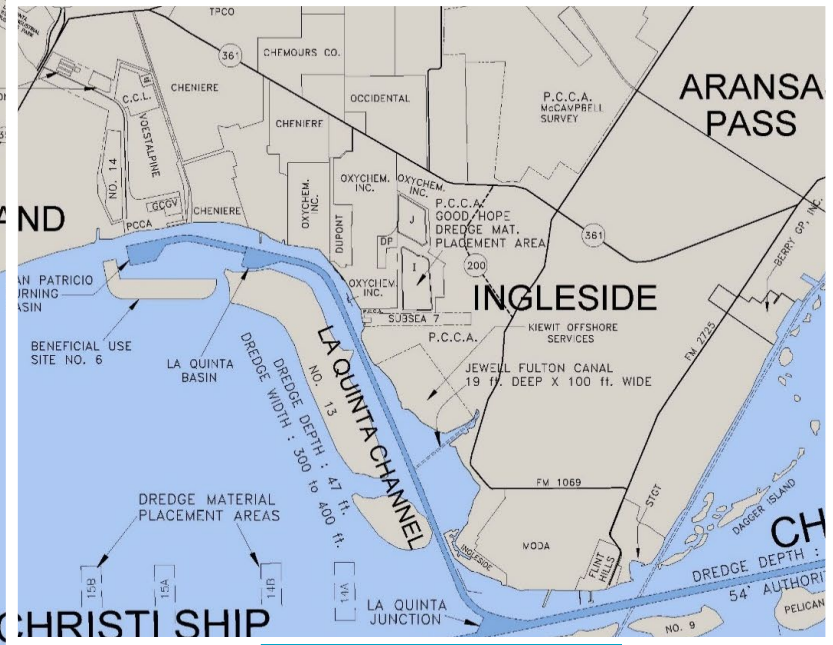 TPCO
361
CHEMOURS CO.
CHENIERE
C.C.L.
VOESTALPINE
NO. 14
GCGV
PCCA
CHENIERE
CHENIERE
OCCIDENTAL
P.C.C.A.
McCAMPBELL
SURVEY
ARANSA
PASS
OXYCHEM.
INC.
DUPONT
OXYCHEM.
INC.
OXYCHEM.
INC.
J
DP
I
OXYCHEM.
INC.
P.C.C.A.
GOOD HOPE
DREDGE MAT.
PLACEMENT AREA
200
361
BERRY GP, INC.
AND
AN PATRICIO
URNING
ASIN
BENEFICIAL USE
SITE NO. 6
LA QUINTA
BASIN
SUBSEA 7
P.C.C.A.
INGLESIDE
KIEWIT OFFSHORE
SERVICES
FM 2725
JEWELL FULTON CANAL
19 ft. DEEP X 100 ft. WIDE
LA QUINTA CHANNEL
NO. 13
DREDGE DEPTH : 47 ft.
DREDGE WIDTH : 300 to 400 ft.
FM 1069
STGT
DAGGER ISLAND
DREDGE MATERIAL
PLACEMENT AREAS
INGLESIDE
MODA
FLINT
HILLS
CH
DREDGE DEPTH :
54' AUTHORI
15B
15A
14B
14A
LA QUINTA
JUNCTION
CHRISTI SHIP
NO. 9
PELICAN